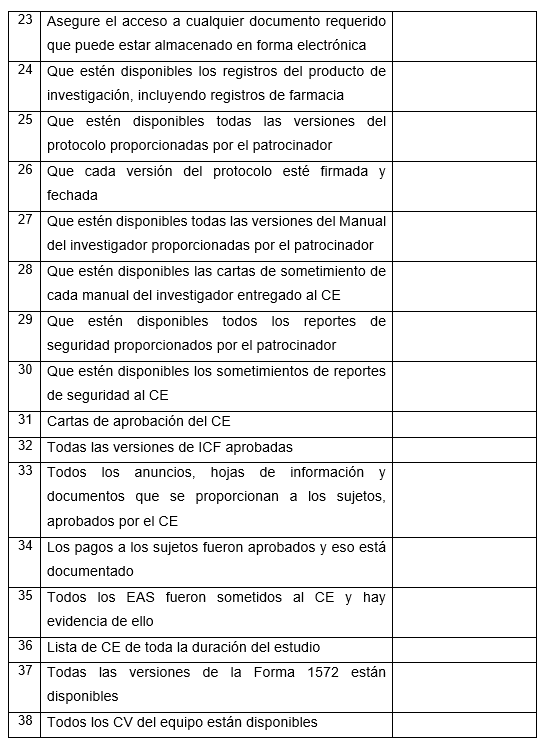 23 Asegure el acceso a cualquier documento requerido
que puede estar almacenado en forma electrónica
24 Que estén disponibles los registros del producto de
investigación, incluyendo registros de farmacia
25 Que estén disponibles todas las versiones del
protocolo proporcionadas por el patrocinador
26 Que cada versión del protocolo esté firmada y
fechada
27 Que estén disponibles todas las versiones del Manual
del investigador proporcionadas por el patrocinador
28 Que estén disponibles las cartas de sometimiento de
cada manual del investigador entregado al CE
29 Que estén disponibles todos los reportes de
seguridad proporcionados por el patrocinador
30 Que estén disponibles los sometimientos de reportes
de seguridad al CE
31 Cartas de aprobación del CE
32 Todas las versiones de ICF aprobadas
33 Todos los anuncios, hojas de información y
documentos que se proporcionan a los sujetos,
aprobados por el CE
34 Los pagos a los sujetos fueron aprobados y eso está
documentado
35 Todos los EAS fueron sometidos al CE y hay
evidencia de ello
36 Lista de CE de toda la duración del estudio
37 Todas las versiones de la Forma 1572 están
disponibles
38 Todos los CV del equipo están disponibles